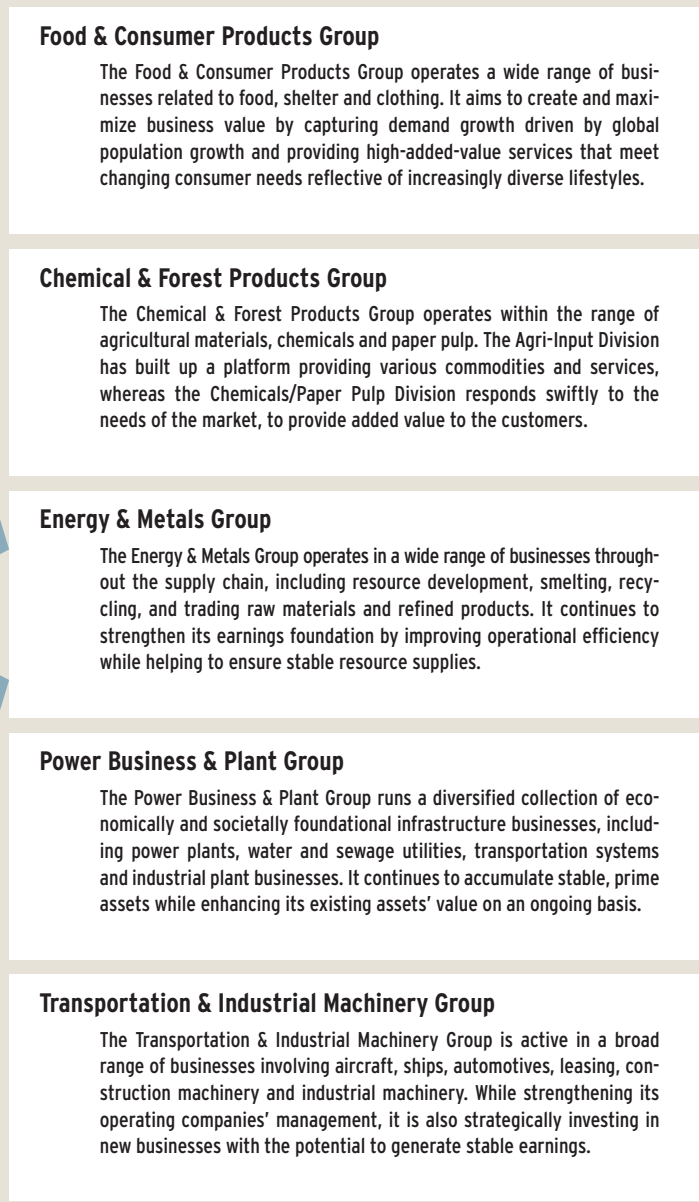 Food & Consumer Products Group
The Food & Consumer Products Group operates a wide range of busi-
nesses related to food, shelter and clothing. It aims to create and maxi-
mize business value by capturing demand growth driven by global
population growth and providing high-added-value services that meet
changing consumer needs reflective of increasingly diverse lifestyles.
Chemical & Forest Products Group
The Chemical & Forest Products Group operates within the range of
agricultural materials, chemicals and paper pulp. The Agri-Input Division
has built up a platform providing various commodities and services,
whereas the Chemicals/Paper Pulp Division responds swiftly to the
needs of the market, to provide added value to the customers.
Energy & Metals Group
The Energy & Metals Group operates in a wide range of businesses through-
out the supply chain, including resource development, smelting, recy-
cling, and trading raw materials and refined products. It continues to
strengthen its earnings foundation by improving operational efficiency
while helping to ensure stable resource supplies.
Power Business & Plant Group
The Power Business & Plant Group runs a diversified collection of eco-
nomically and societally foundational infrastructure businesses, includ-
ing power plants, water and sewage utilities, transportation systems
and industrial plant businesses. It continues to accumulate stable, prime
assets while enhancing its existing assets' value on an ongoing basis.
Transportation & Industrial Machinery Group
The Transportation & Industrial Machinery Group is active in a broad
range of businesses involving aircraft, ships, automotives, leasing, con-
struction machinery and industrial machinery. While strengthening its
operating companies' management, it is also strategically investing in
new businesses with the potential to generate stable earnings.